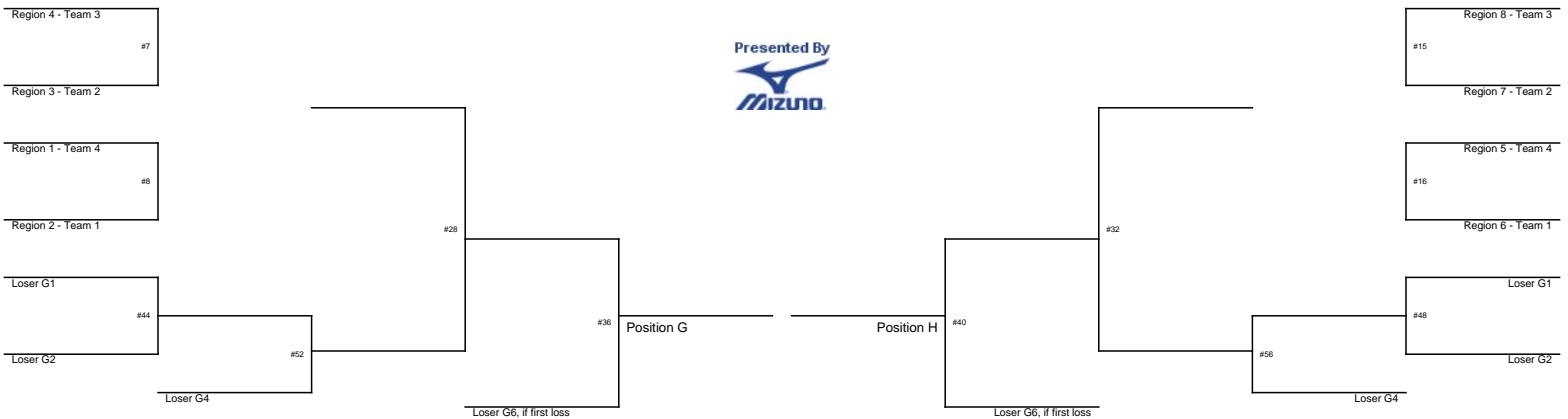 Region 4 - Team 3
#7
Region 3 - Team 2
Region 1 - Team 4
#8
Region 2 - Team 1
#28
Loser G1
#44
Loser G2
#52
Loser G4
#36
Position G
Loser G6, if first loss
Presented By
MIZUNO
Region 8 - Team 3
#15
Region 7 - Team 2
Region 5 - Team 4
#16
Region 6 - Team 1
#32
Loser G1
#48
Loser G2
#56
Loser G4
Position H
#40
Loser G6, if first loss